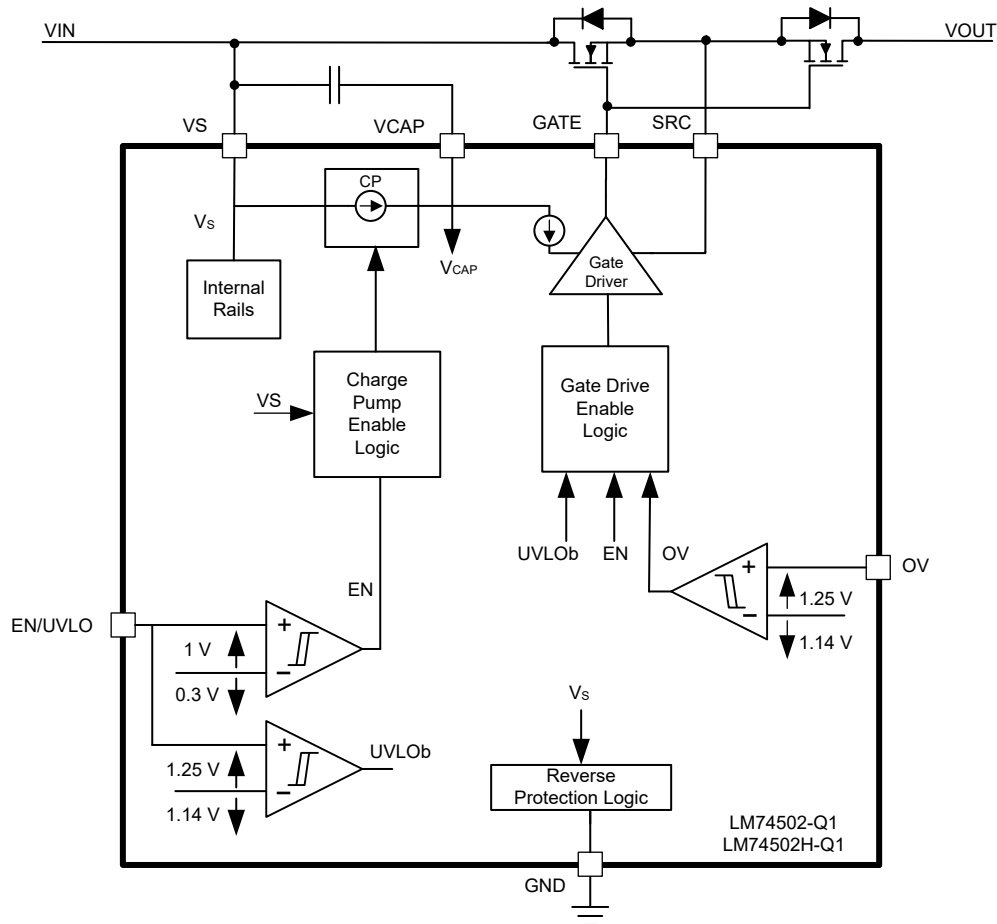 VIN
VOUT
VS
VCAP
GATE
SRC
CP
Vs
VCAP
Internal
Rails
Gate
Driver
Charge
Pump
Enable
Logic
VS
Gate Drive
Enable
Logic
UVLOb
EN
OV
OV
+
−
1.25 V
1.14 V
EN
EN/UVLO
+
−
1 V
0.3 V
UVLOb
+
−
1.25 V
1.14 V
Vs
Reverse
Protection Logic
LM74502-Q1
LM74502H-Q1
GND